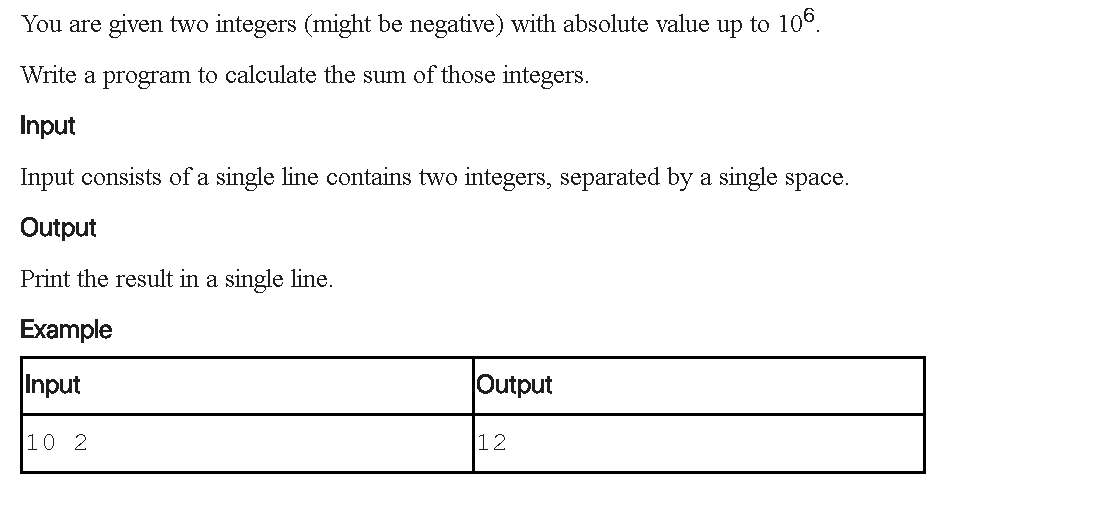 You are given two integers (might be negative) with absolute value up to 10⁶.
Write a program to calculate the sum of those integers.
Input
Input consists of a single line contains two integers, separated by a single space.
Output
Print the result in a single line.
Example
Input Output
10 2 12